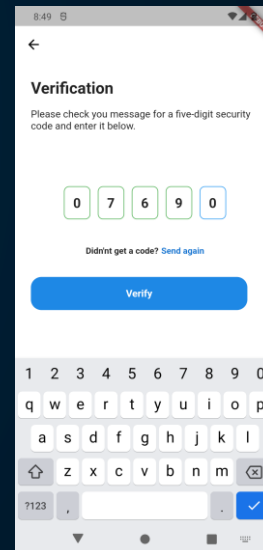 8:49
Verification
Please check you message for a five-digit security
code and enter it below.
0 7 6 9 0
Didn'nt get a code? Send again
Verify
1 2 3 4 5 6 7 8 9 0
q w e r t y u i o p
a s d f g h j k l
z x c v b n m
?123 , .